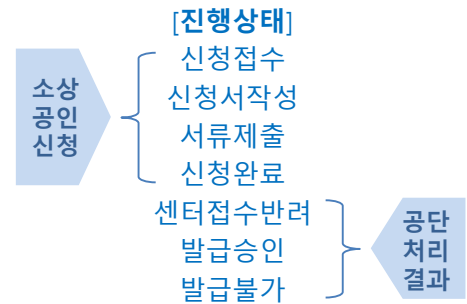 [진행상태]
소상
공인
신청
신청접수
신청서작성
서류제출
신청완료
센터접수반려
발급승인
발급불가
공단
처리
결과